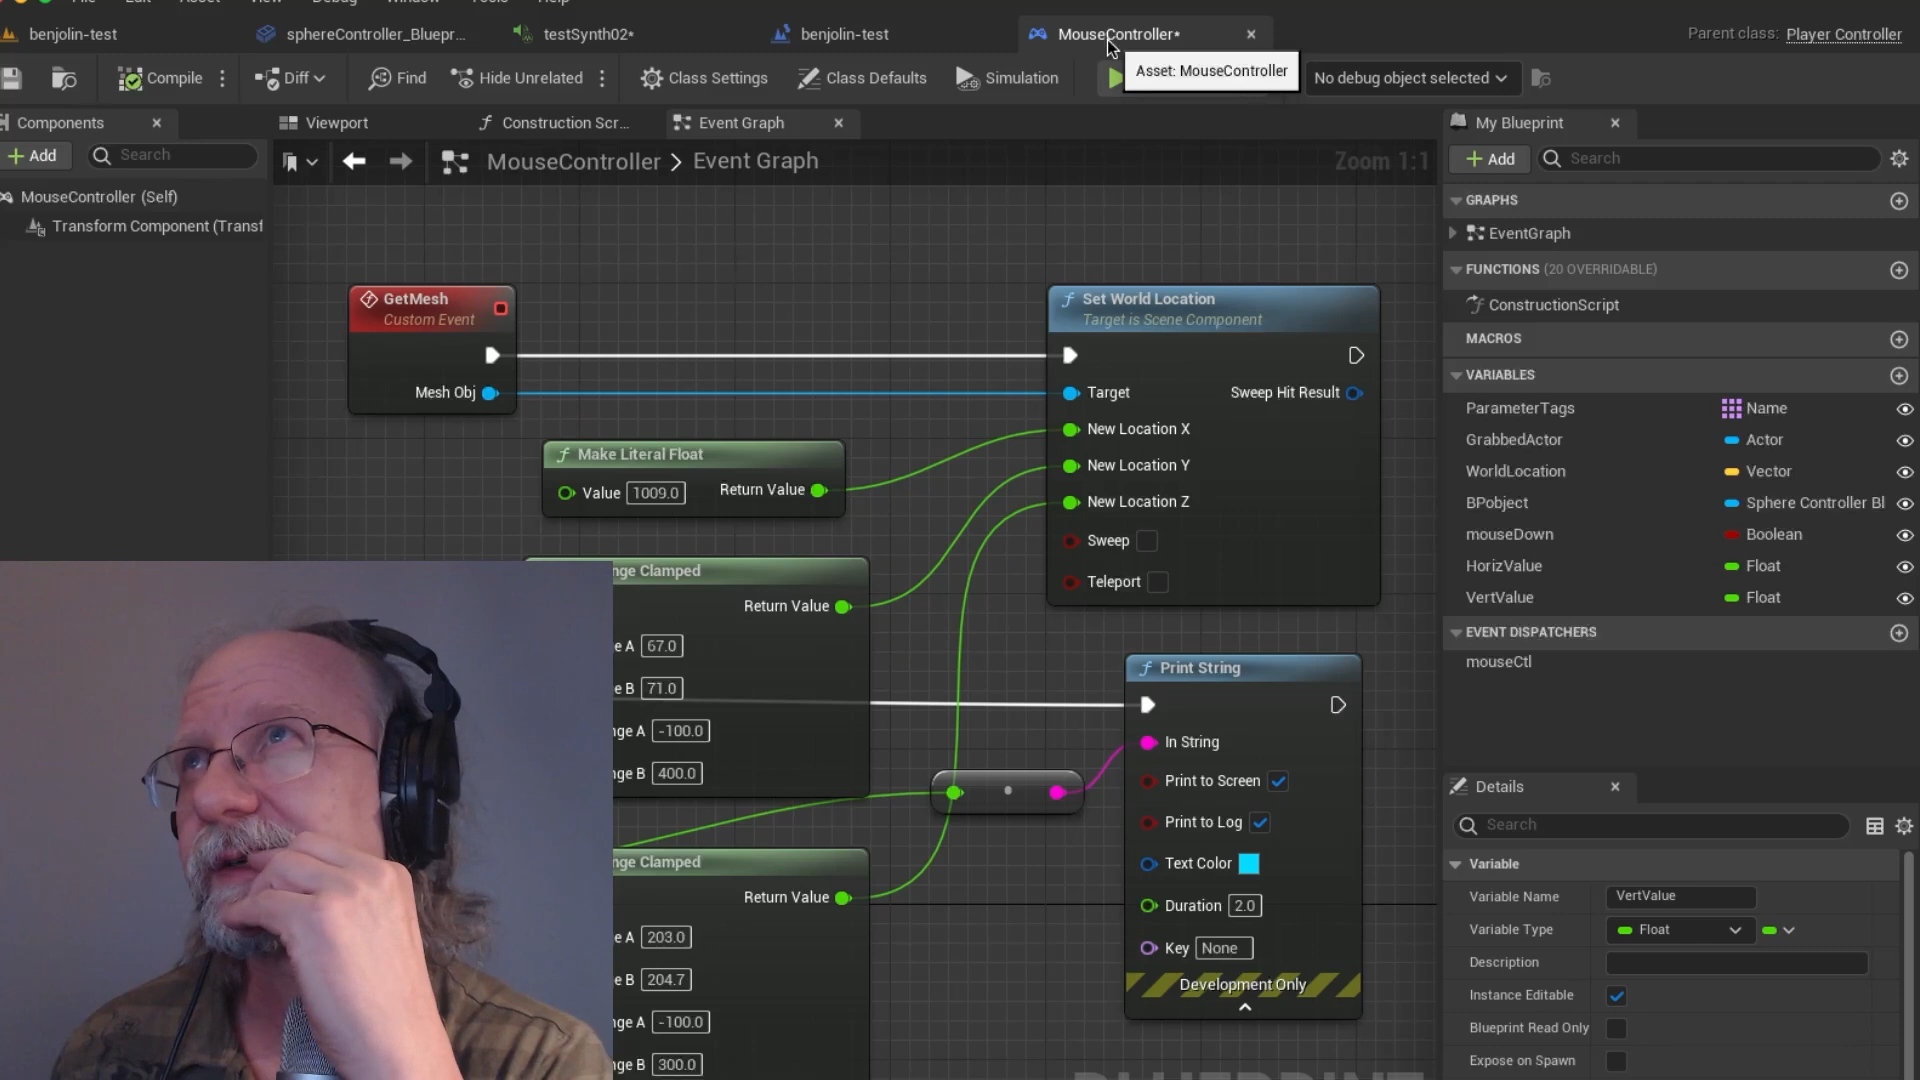 benjolin-test
sphereController_Bluepr...
testSynth02*
benjolin-test
MouseController*
Parent class: Player Controller
Asset: MouseController
Compile
Diff
Find
Hide Unrelated
Class Settings
Class Defaults
Simulation
No debug object selected
Components
Viewport
Construction Scr...
Event Graph
My Blueprint
Add
Search
MouseController > Event Graph
Zoom 1:1
Add
Search
MouseController (Self)
Transform Component (Transf
GRAPHS
EventGraph
FUNCTIONS (20 OVERRIDABLE)
ConstructionScript
MACROS
VARIABLES
ParameterTags Name
GrabbedActor Actor
WorldLocation Vector
BPobject Sphere Controller Bl
mouseDown Boolean
HorizValue Float
VertValue Float
EVENT DISPATCHERS
mouseCtl
GetMesh
Custom Event
Mesh Obj
Set World Location
Target is Scene Component
Target
Sweep Hit Result
New Location X
New Location Y
New Location Z
Sweep
Teleport
Make Literal Float
Value 1009.0
Return Value
nge Clamped
Return Value
e A 67.0
e B 71.0
nge A -100.0
nge B 400.0
Print String
In String
Print to Screen
Print to Log
Text Color
Duration 2.0
Key None
Development Only
nge Clamped
Return Value
e A 203.0
e B 204.7
nge A -100.0
nge B 300.0
Details
Search
Variable
Variable Name VertValue
Variable Type Float
Description
Instance Editable
Blueprint Read Only
Expose on Spawn